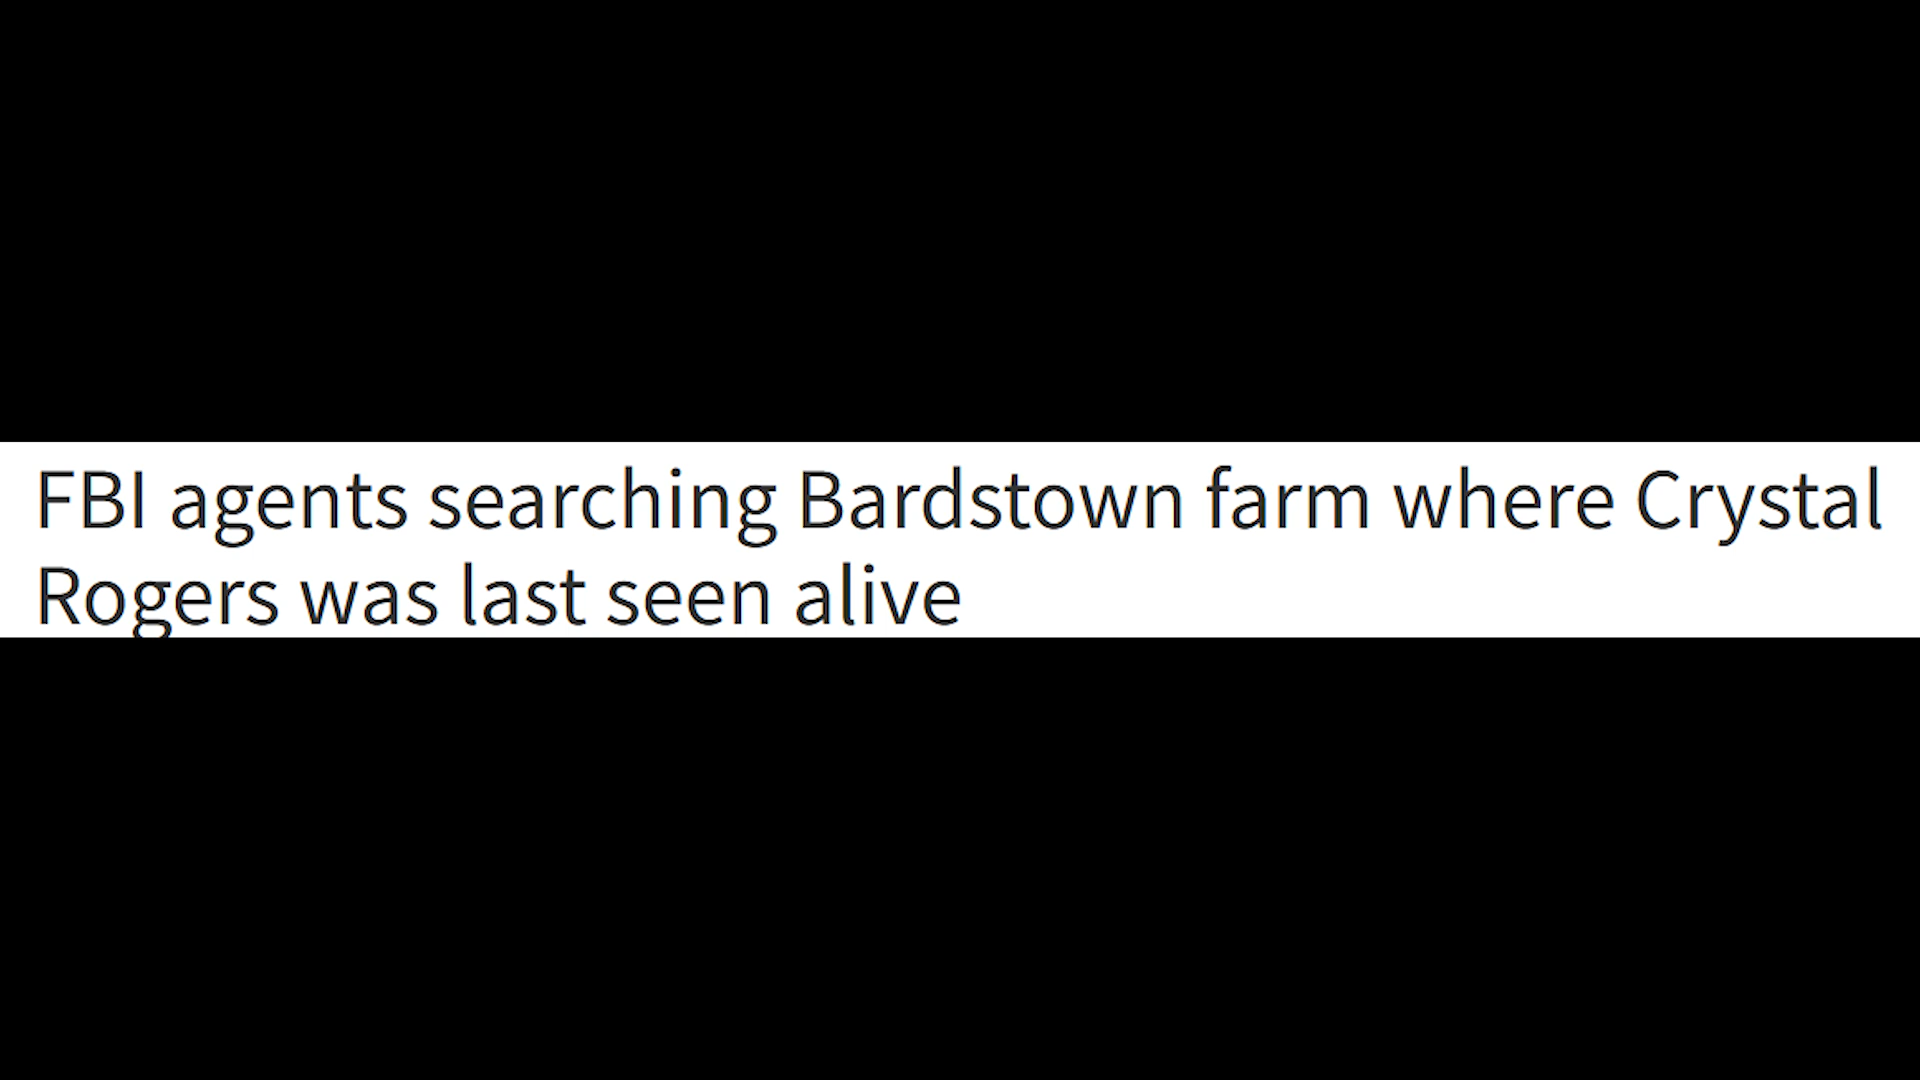 FBI agents searching Bardstown farm where Crystal
Rogers was last seen alive